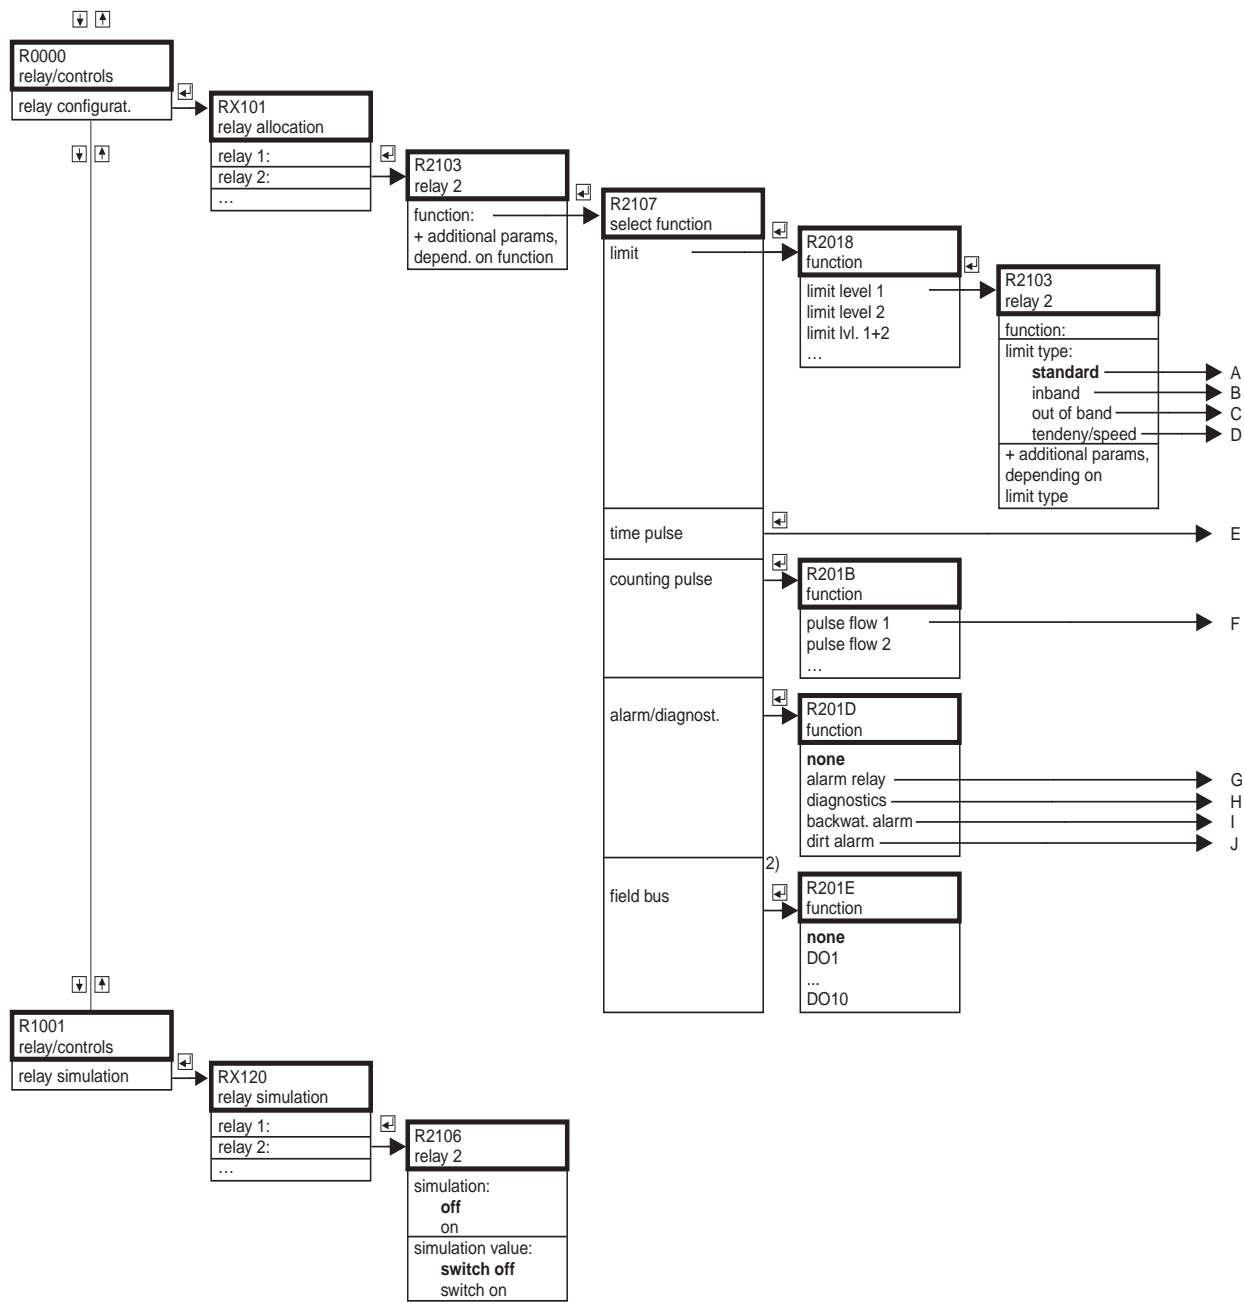 R0000
relay/controls
relay configurat.
RX101
relay allocation
relay 1:
relay 2:
…
R2103
relay 2
function:
+ additional params,
depend. on function
R2107
select function
limit
R2018
function
limit level 1
limit level 2
limit lvl. 1+2
…
R2103
relay 2
function:
limit type:
standard
inband
out of band
tendeny/speed
+ additional params,
depending on
limit type
A
B
C
D
time pulse
E
counting pulse
R201B
function
pulse flow 1
pulse flow 2
…
F
alarm/diagnost.
R201D
function
none
alarm relay
diagnostics
backwat. alarm
dirt alarm
G
H
I
J
2)
field bus
R201E
function
none
DO1
...
DO10
R1001
relay/controls
relay simulation
RX120
relay simulation
relay 1:
relay 2:
…
R2106
relay 2
simulation:
off
on
simulation value:
switch off
switch on